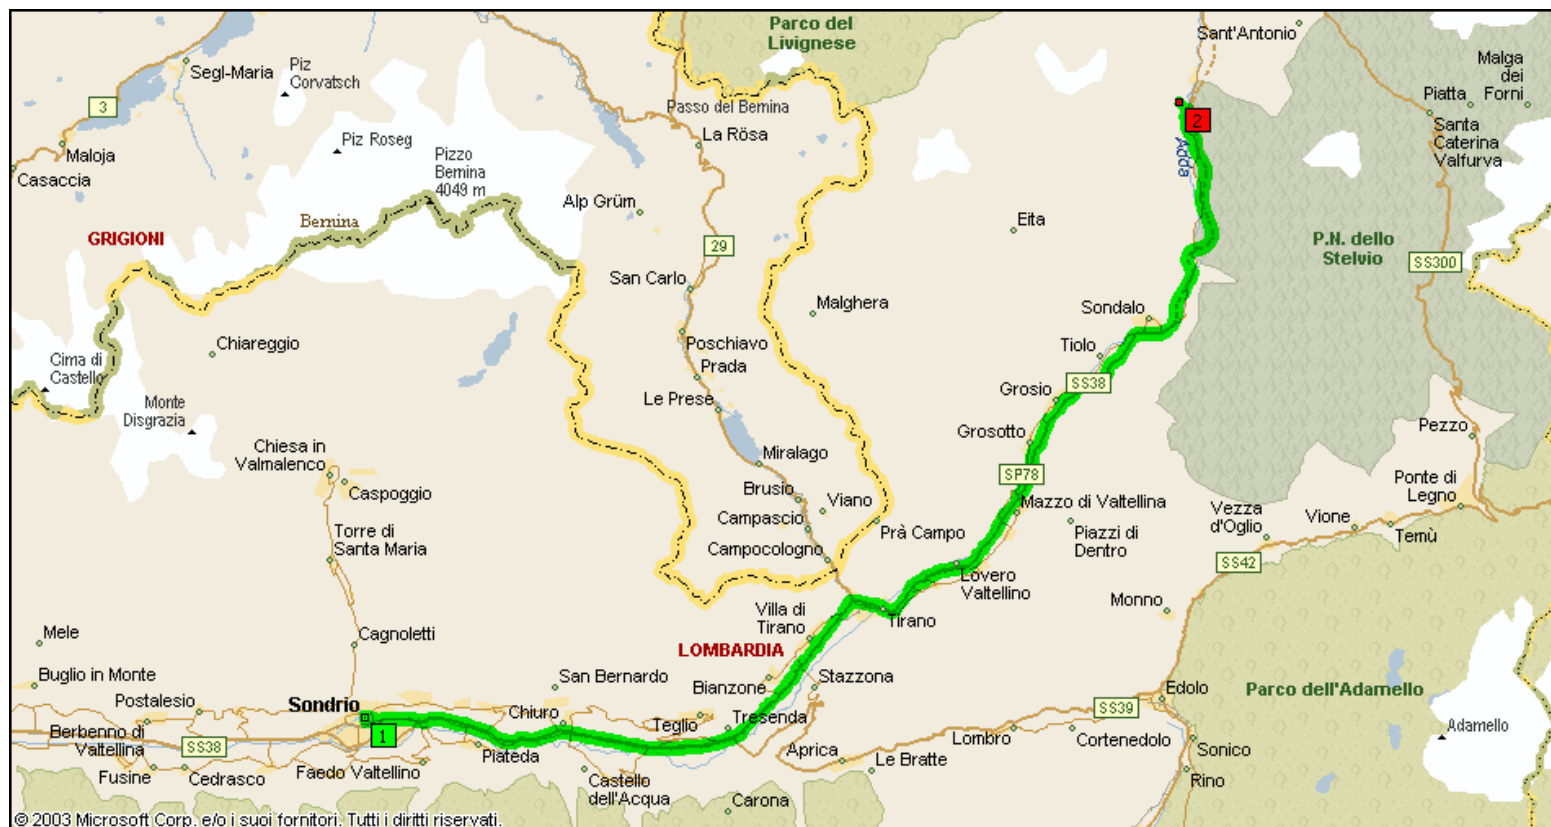 Parco del
Livignese
Sant'Antonio
Segl-Maria
Piz
Corvatsch
Malga
dei
Forni
Piatta
3
Passo del Bernina
2
Santa
Caterina
Valfurva
Maloja
Piz Roseg
La Rösa
Casaccia
Pizzo
Bernina
4049 m
Adda
Alp Grüm
Bernina
Eita
GRIGIONI
29
P.N. dello
Stelvio
SS300
San Carlo
Malghera
Sondalo
Chiareggio
Poschiavo
Tiolo
Cima di
Castello
Prada
SS38
Grosio
Le Prese
Monte
Disgrazia
Grosotto
Pezzo
Chiesa in
Valmalenco
Miralago
SP78
Ponte di
Legno
Caspoggio
Brusio
Viano
Mazzo di Valtellina
Vezza
d'Oglio
Vione
Campascio
Torre di
Santa Maria
Prà Campo
Piazzi di
Dentro
Temù
Campocologno
SS42
Lovero
Valtellino
Monno
Villa di
Tirano
Tirano
Mele
Cagnoletti
LOMBARDIA
Buglio in Monte
San Bernardo
Bianzone
Stazzona
Edolo
Parco dell'Adamello
Postalesio
Sondrio
Chiuro
Teglio
Tresenda
SS39
Adamello
Berbenno di
Valtellina
SS38
1
Piateda
Aprica
Lombro
Cortenedolo
Sonico
Fusine
Cedrasco
Faedo Valtellino
Castello
dell'Acqua
Le Bratte
Rino
Carona
© 2003 Microsoft Corp. e/o i suoi fornitori. Tutti i diritti riservati.